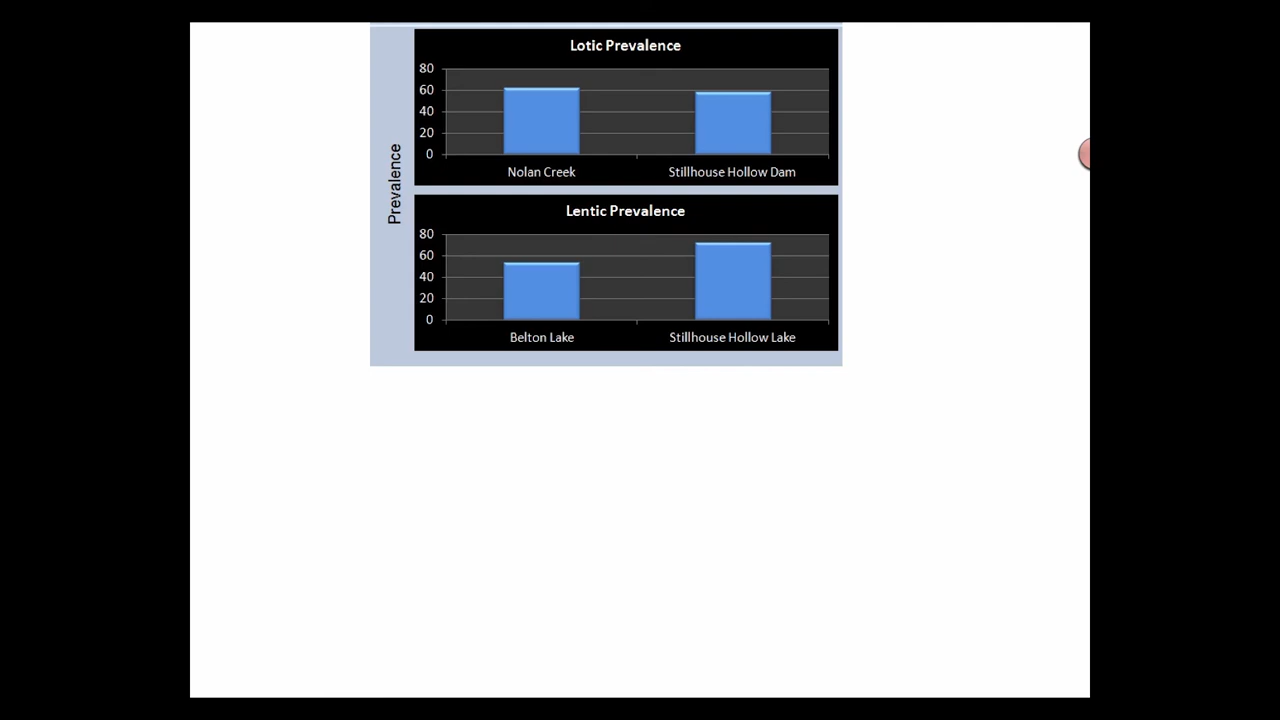 Prevalence
Lotic Prevalence
80
60
40
20
0
Nolan Creek
Stillhouse Hollow Dam
Lentic Prevalence
80
60
40
20
0
Belton Lake
Stillhouse Hollow Lake